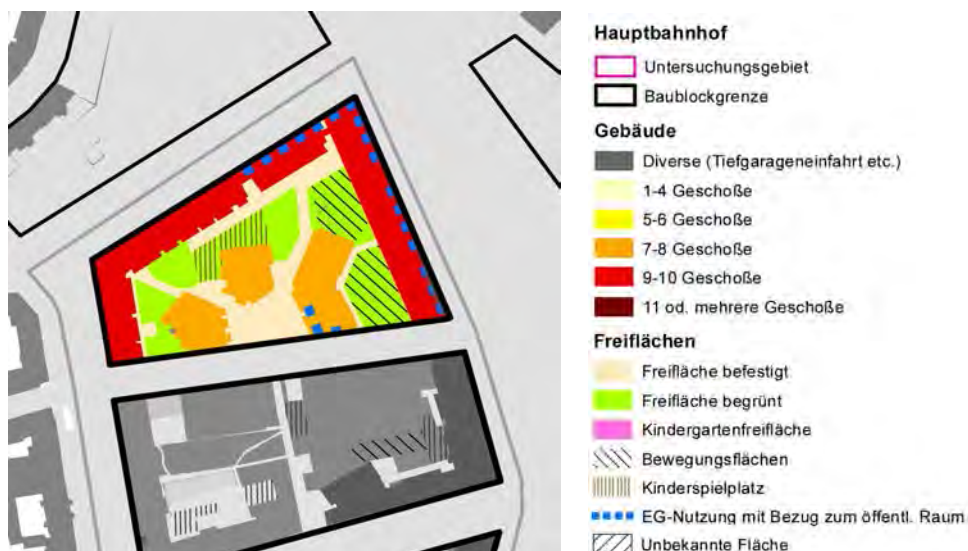 Hauptbahnhof
Untersuchungsgebiet
Baublockgrenze
Gebäude
Diverse (Tiefgarageneinfahrt etc.)
1-4 Geschoße
5-6 Geschoße
7-8 Geschoße
9-10 Geschoße
11 od. mehrere Geschoße
Freiflächen
Freifläche befestigt
Freifläche begrünt
Kindergartenfreifläche
Bewegungsflächen
Kinderspielplatz
EG-Nutzung mit Bezug zum öffentl. Raum
Unbekannte Fläche